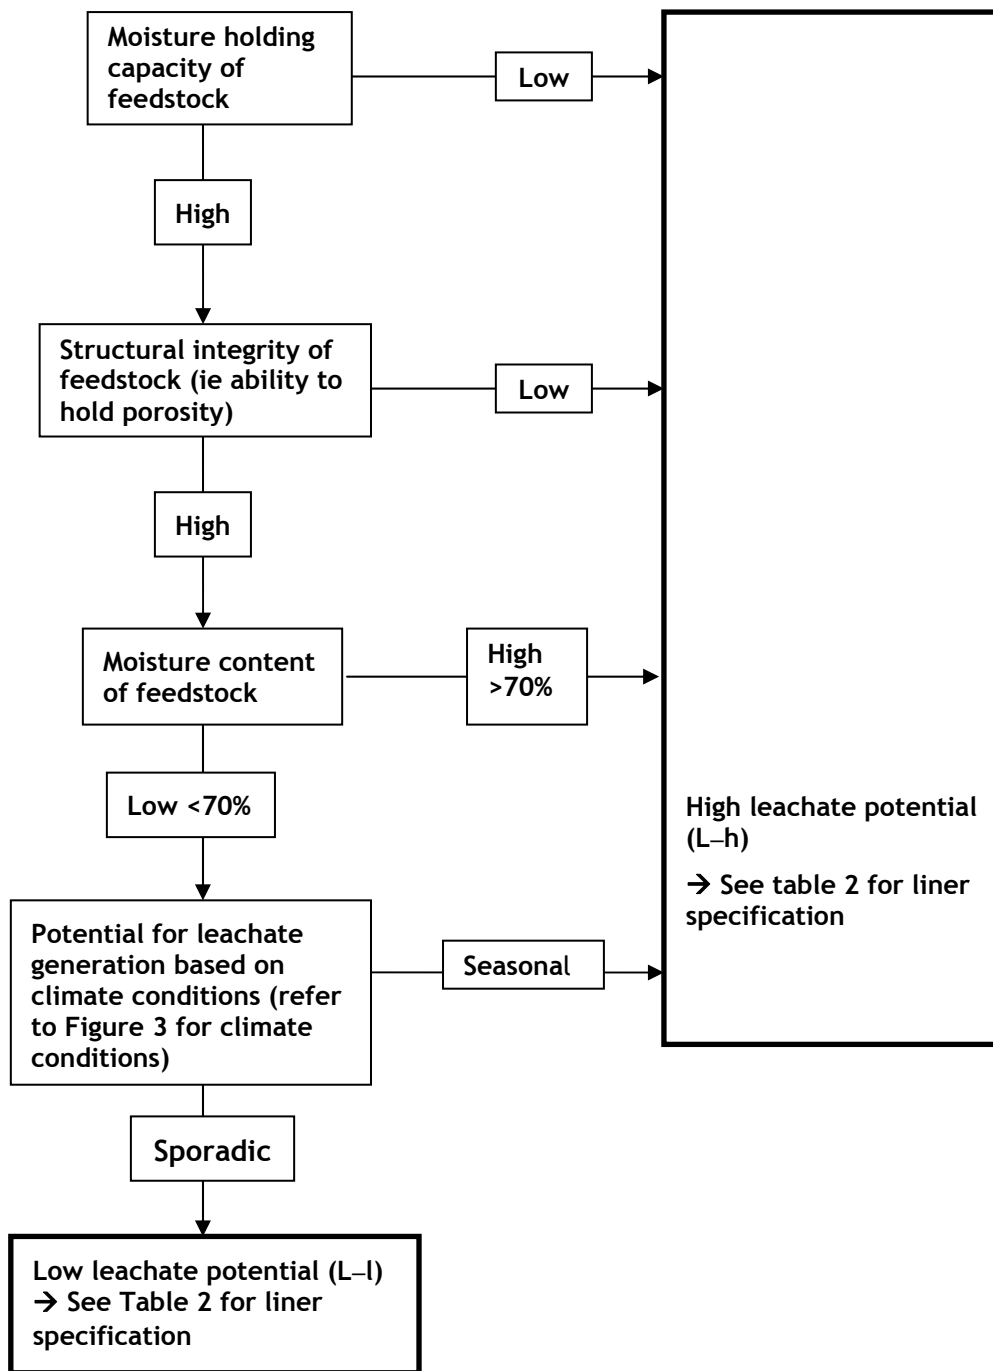 Moisture holding
capacity of
feedstock
Low
High
Structural integrity of
feedstock (ie ability to
hold porosity)
Low
High
Moisture content
of feedstock
High
>70%
Low <70%
High leachate potential
(L–h)
→ See table 2 for liner
specification
Potential for leachate
generation based on
climate conditions (refer
to Figure 3 for climate
conditions)
Seasonal
Sporadic
Low leachate potential (L–l)
→ See Table 2 for liner
specification